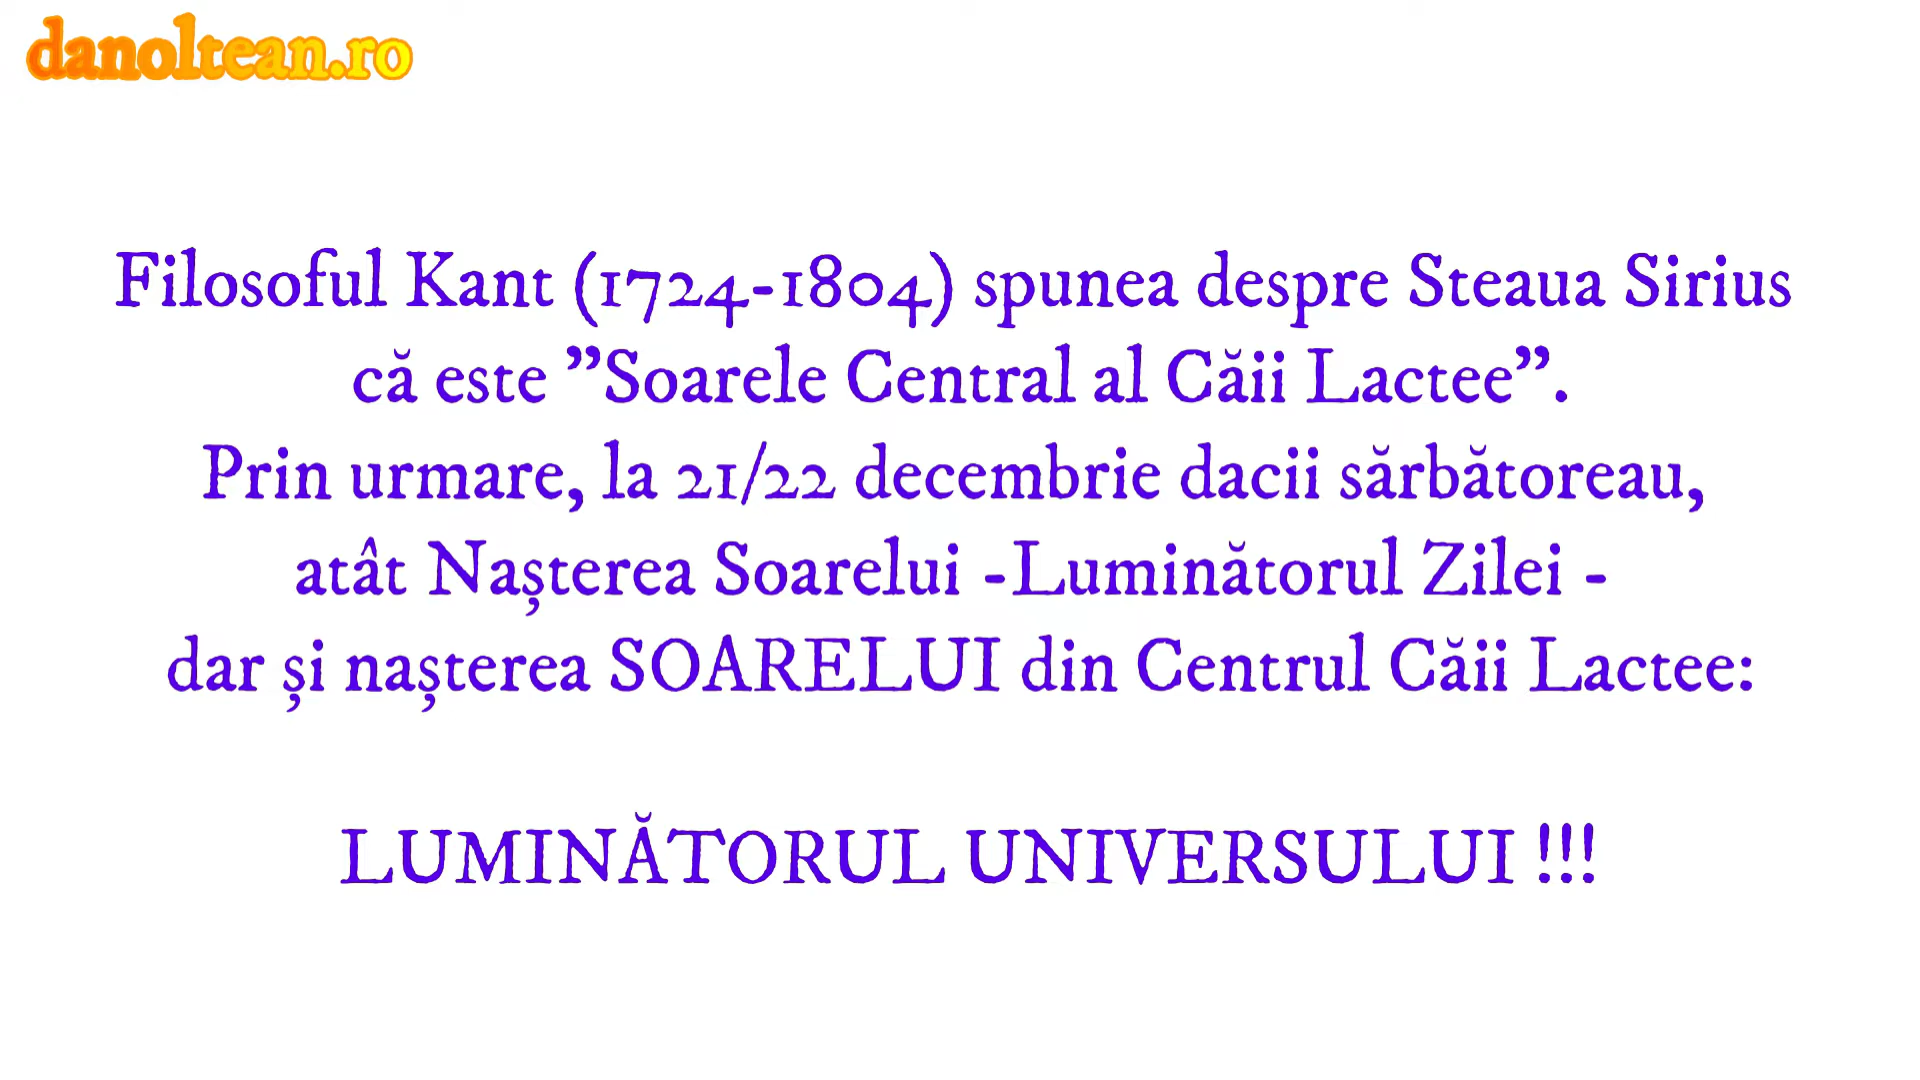 danoltean.ro
Filosoful Kant (1724-1804) spunea despre Steaua Sirius
că este ”Soarele Central al Căii Lactee”.
Prin urmare, la 21/22 decembrie dacii sărbătoreau,
atât Nașterea Soarelui -Luminătorul Zilei -
dar și nașterea SOARELUI din Centrul Căii Lactee:
LUMINĂTORUL UNIVERSULUI !!!